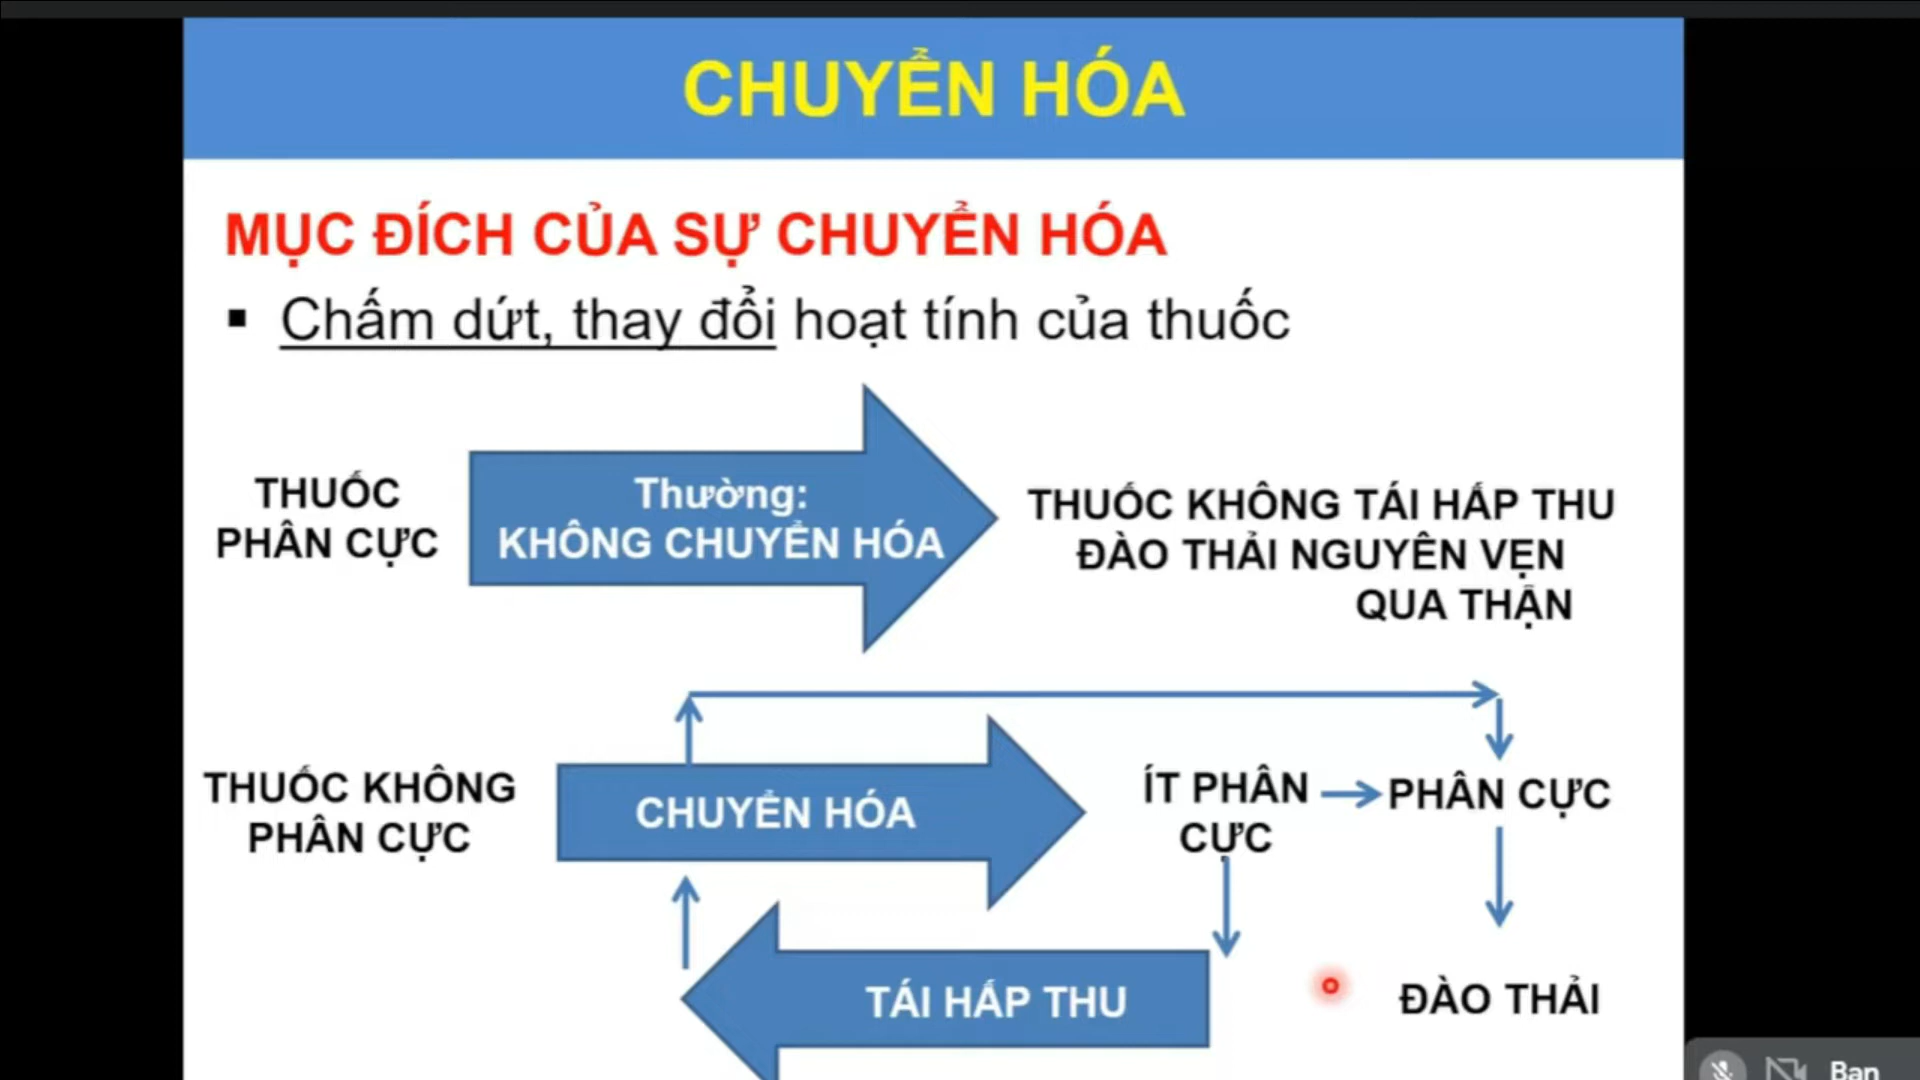 CHUYỂN HÓA
MỤC ĐÍCH CỦA SỰ CHUYỂN HÓA
▪ Chấm dứt, thay đổi hoạt tính của thuốc
THUỐC
PHÂN CỰC
Thường:
KHÔNG CHUYỂN HÓA
THUỐC KHÔNG TÁI HẤP THU
ĐÀO THẢI NGUYÊN VẸN
QUA THẬN
THUỐC KHÔNG
PHÂN CỰC
CHUYỂN HÓA
ÍT PHÂN
CỰC
PHÂN CỰC
TÁI HẤP THU
ĐÀO THẢI
Bạn